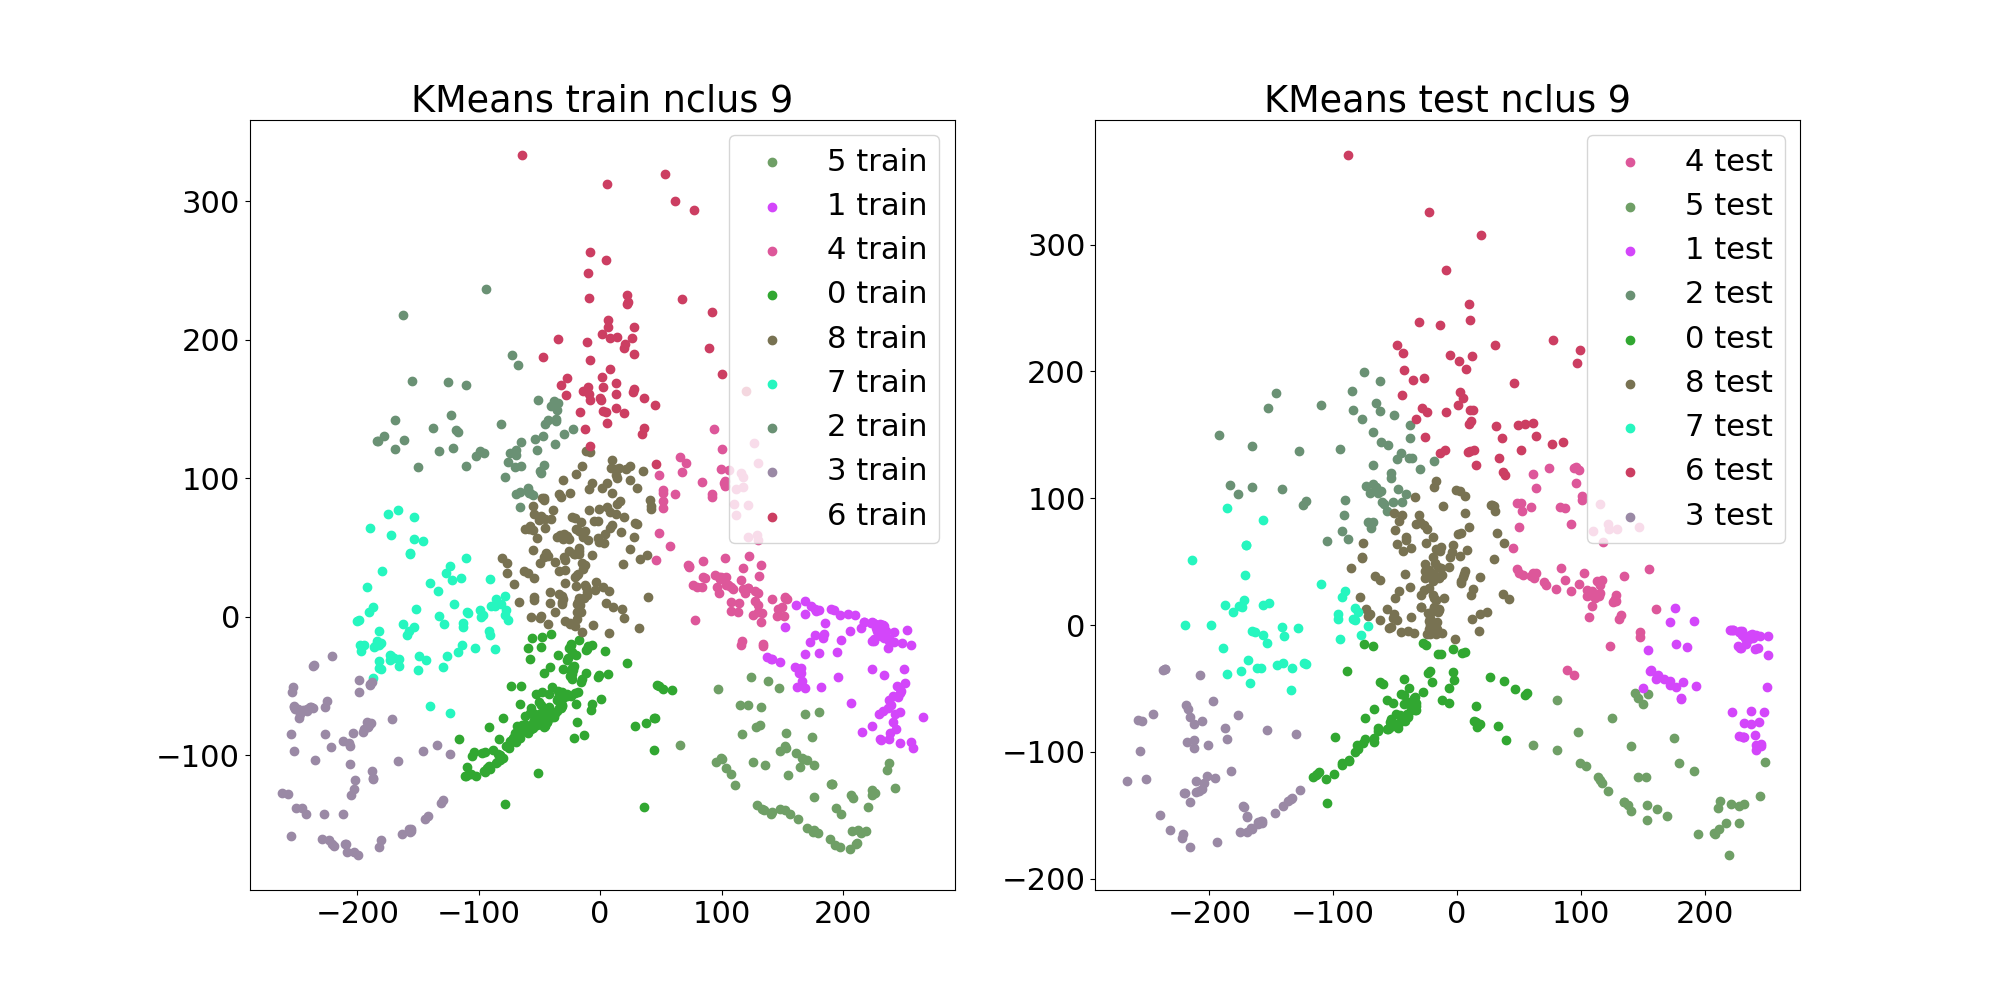 KMeans train nclus 9
300
200
100
0
−100
−200
−100
0
100
200
5 train
1 train
4 train
0 train
8 train
7 train
2 train
3 train
6 train
KMeans test nclus 9
300
200
100
0
−100
−200
−200
−100
0
100
200
4 test
5 test
1 test
2 test
0 test
8 test
7 test
6 test
3 test